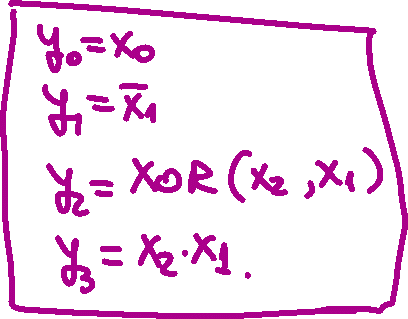 y₀=x₀
y₁=x̅₁
y₂=XOR(x₂,x₁)
y₃=x₂·x₁.